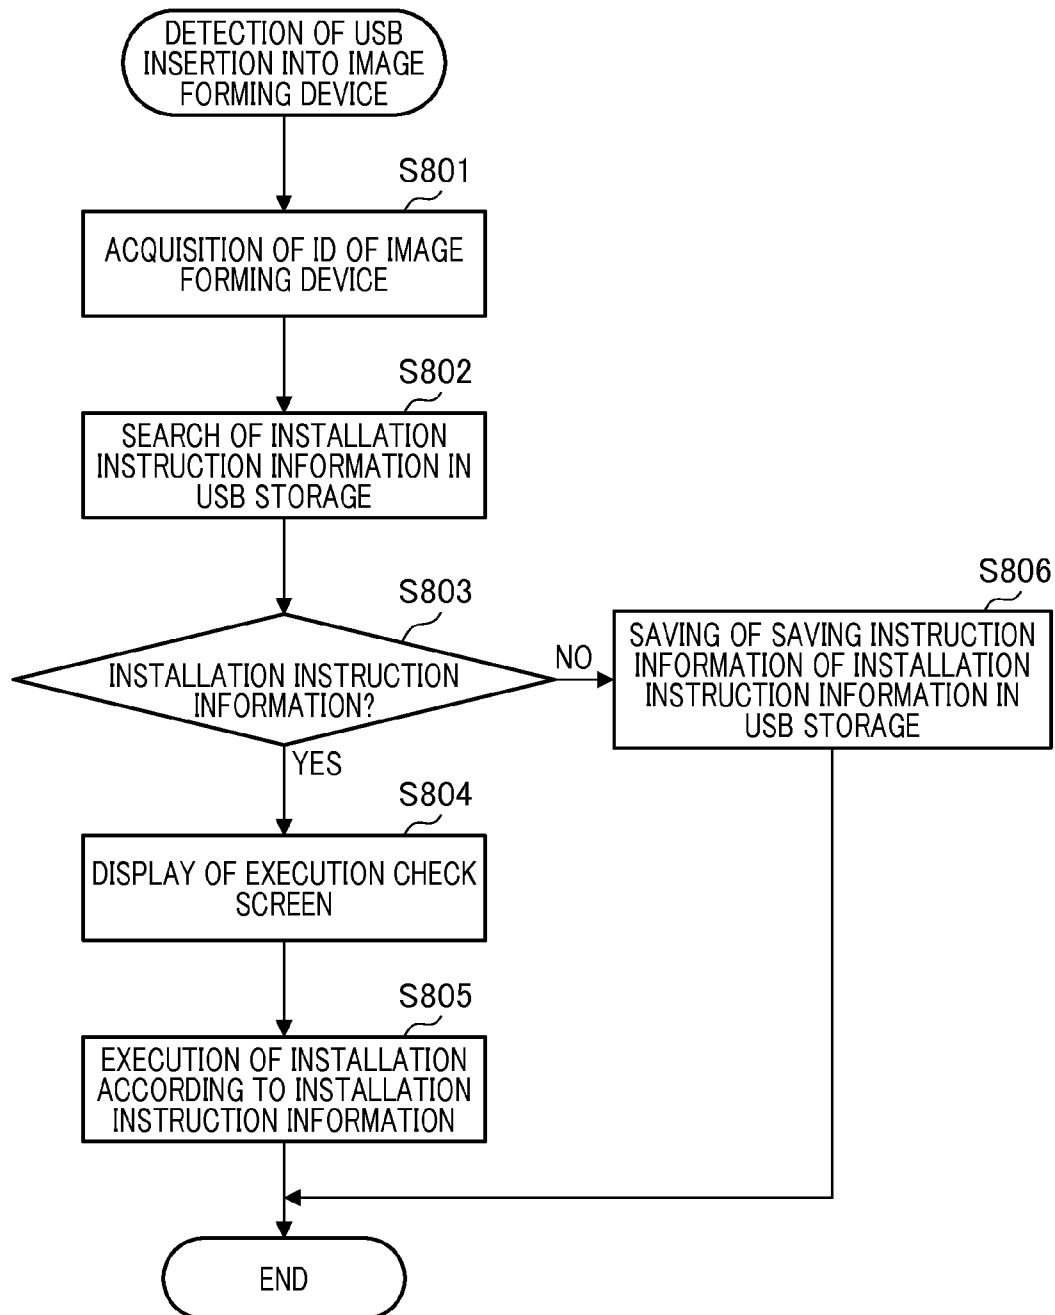 DETECTION OF USB
INSERTION INTO IMAGE
FORMING DEVICE
S801
ACQUISITION OF ID OF IMAGE
FORMING DEVICE
S802
SEARCH OF INSTALLATION
INSTRUCTION INFORMATION IN
USB STORAGE
S803
INSTALLATION INSTRUCTION
INFORMATION?
NO
S806
SAVING OF SAVING INSTRUCTION
INFORMATION OF INSTALLATION
INSTRUCTION INFORMATION IN
USB STORAGE
YES
S804
DISPLAY OF EXECUTION CHECK
SCREEN
S805
EXECUTION OF INSTALLATION
ACCORDING TO INSTALLATION
INSTRUCTION INFORMATION
END